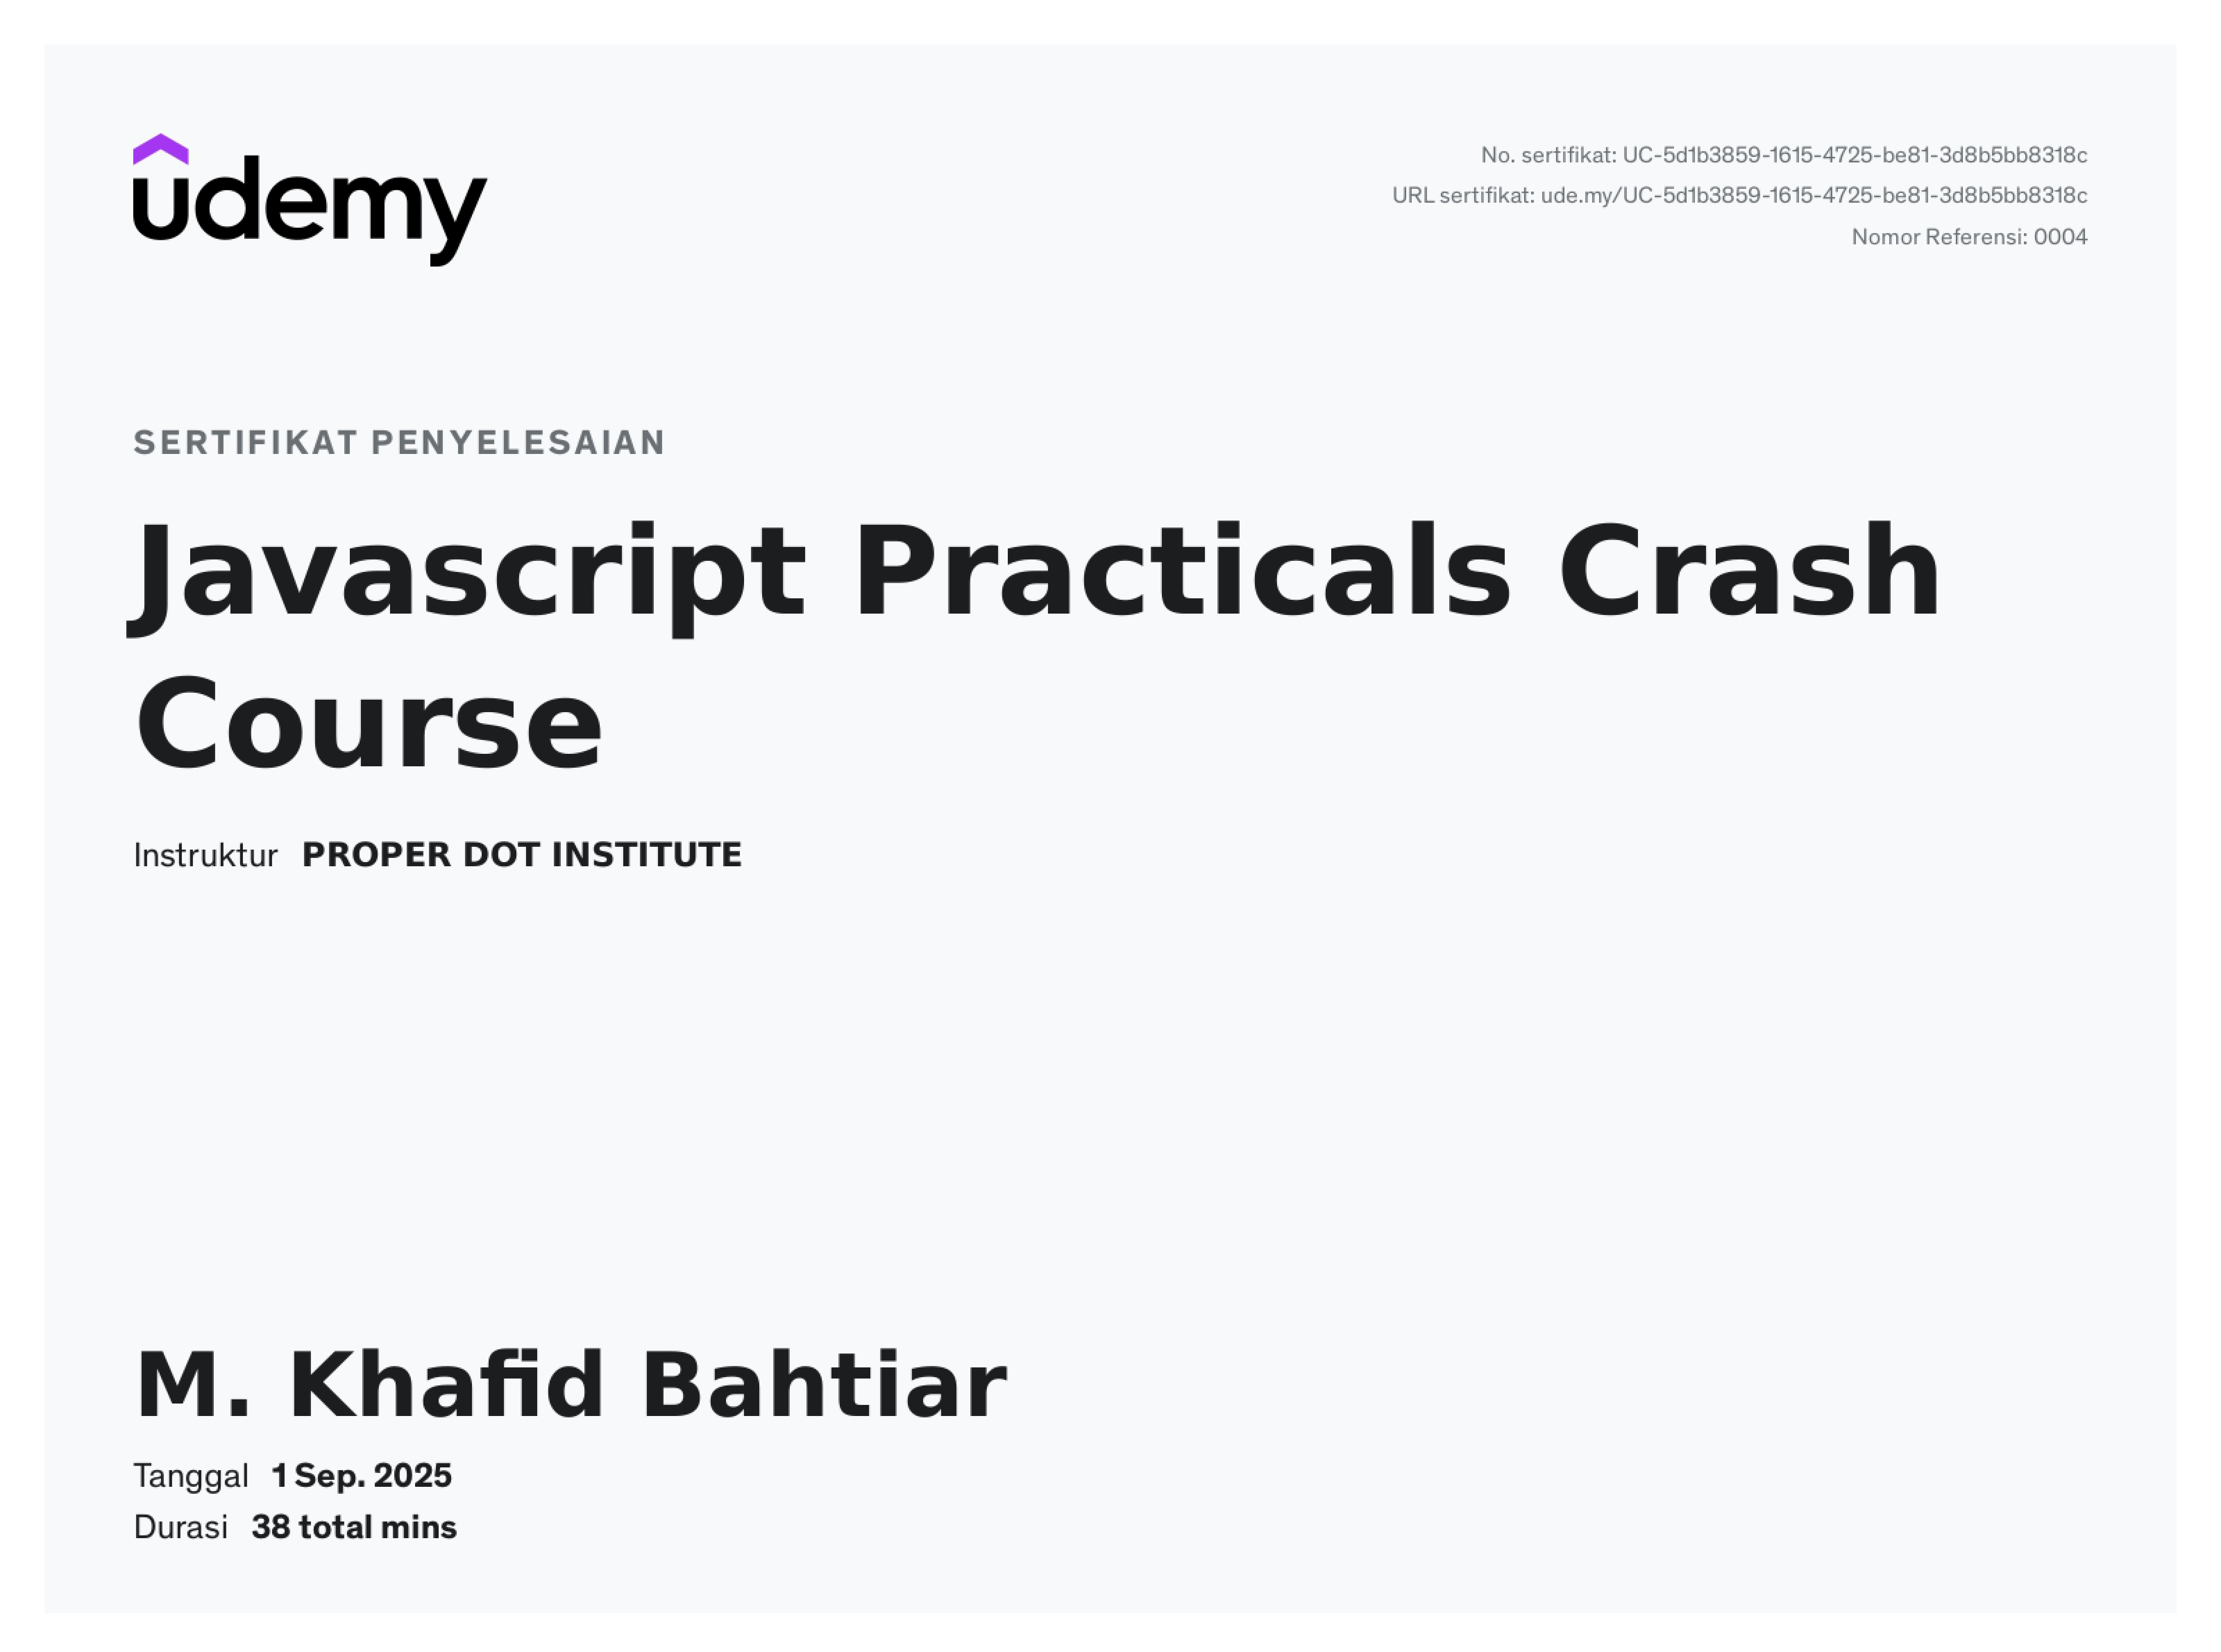 udemy
No. sertifikat: UC-5d1b3859-1615-4725-be81-3d8b5bb8318c
URL sertifikat: ude.my/UC-5d1b3859-1615-4725-be81-3d8b5bb8318c
Nomor Referensi: 0004
SERTIFIKAT PENYELESAIAN
Javascript Practicals Crash
Course
Instruktur PROPER DOT INSTITUTE
M. Khafid Bahtiar
Tanggal 1 Sep. 2025
Durasi 38 total mins